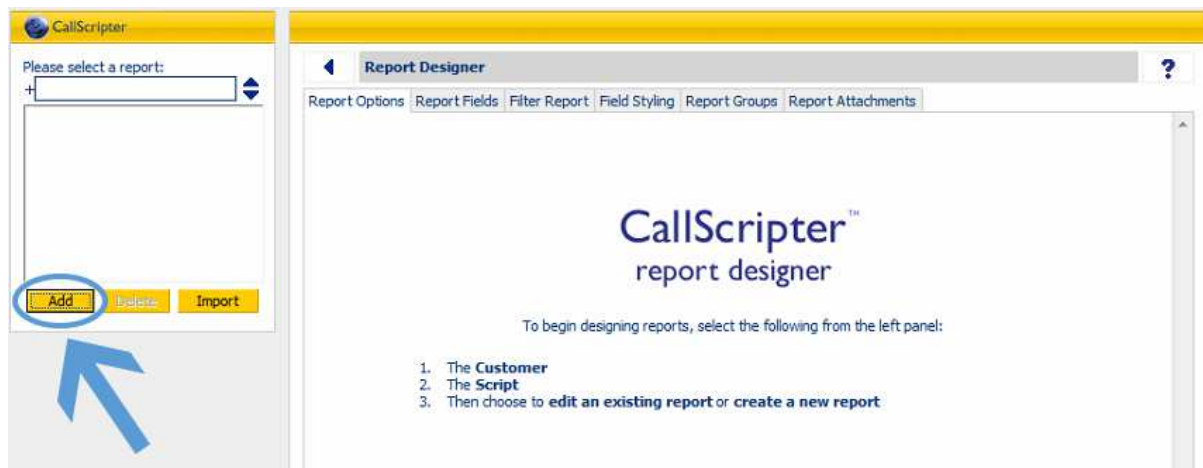 CallScripter
Please select a report:
+
Add Delete Import
Report Designer ?
Report Options Report Fields Filter Report Field Styling Report Groups Report Attachments
CallScripter™
report designer
To begin designing reports, select the following from the left panel:
1. The Customer
2. The Script
3. Then choose to edit an existing report or create a new report